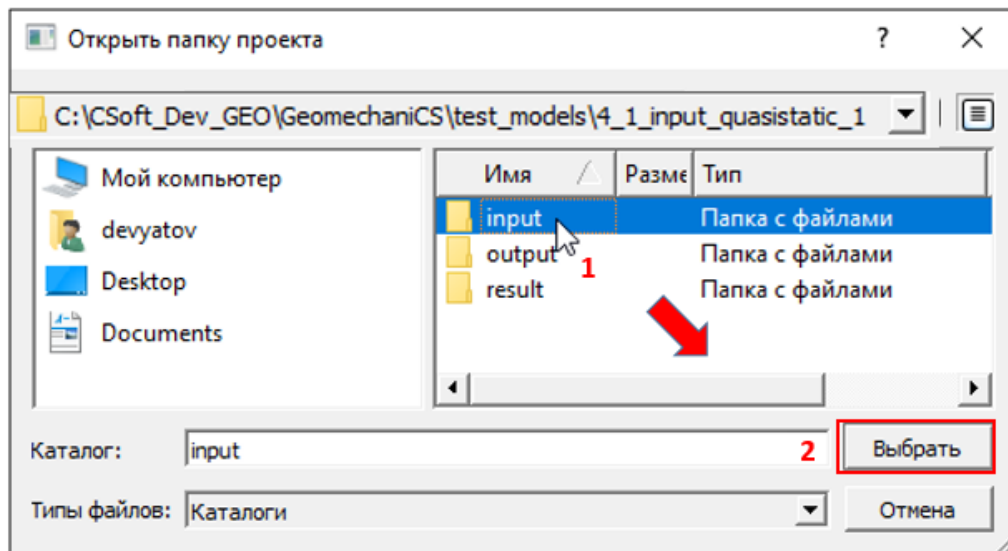 Открыть папку проекта ?
C:\CSoft_Dev_GEO\GeomechaniCS\test_models\4_1_input_quasistatic_1
Мой компьютер
devyatov
Desktop
Documents
Имя Разме Тип
input Папка с файлами
output Папка с файлами
1
result Папка с файлами
Каталог: input 2 Выбрать
Типы файлов: Каталоги Отмена